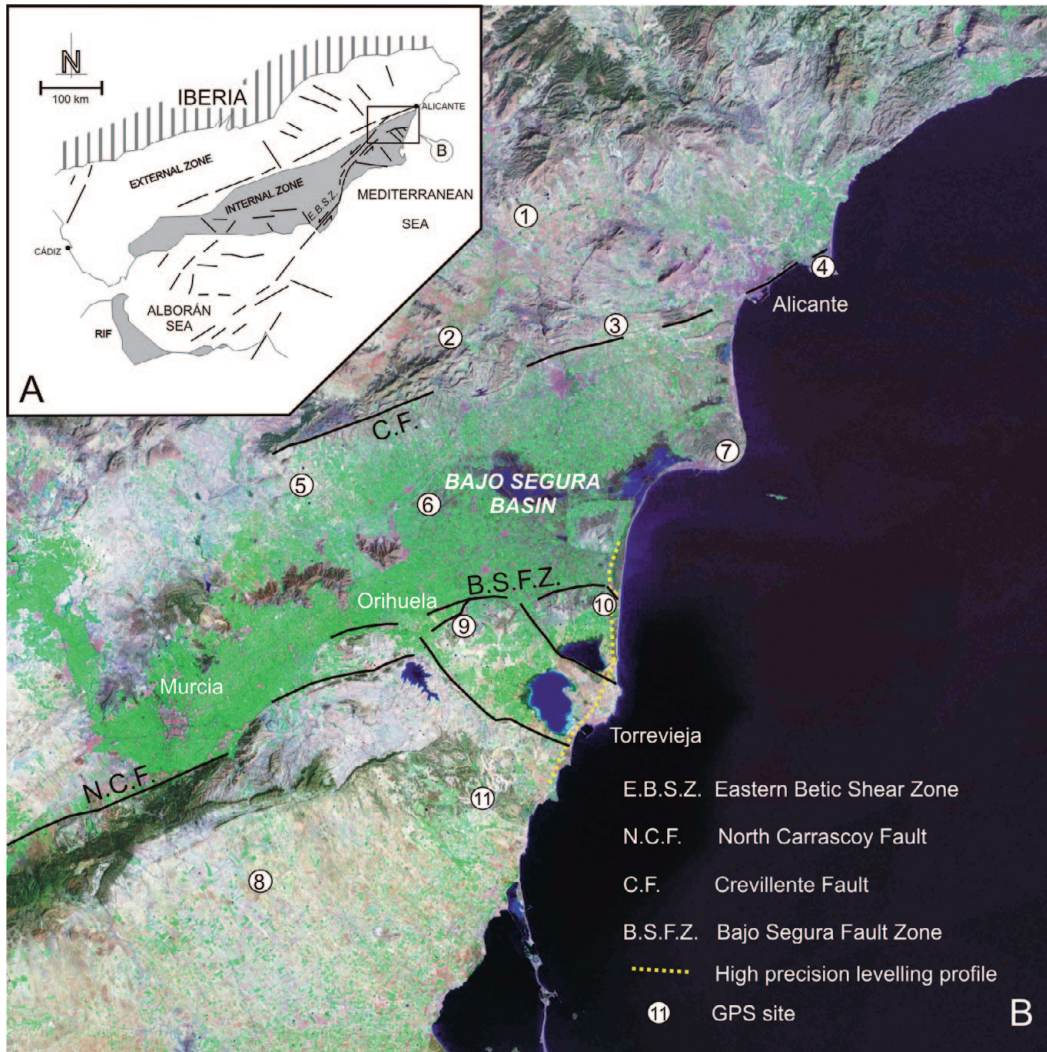 N
100 km
IBERIA
ALICANTE
B
EXTERNAL ZONE
INTERNAL ZONE
E.B.S.Z.
MEDITERRANEAN
SEA
CÁDIZ
ALBORÁN
SEA
RIF
A
1
4
Alicante
3
2
C.F.
7
5
BAJO SEGURA
BASIN
6
B.S.F.Z.
Orihuela
10
9
Murcia
Torrevieja
N.C.F.
11
8
E.B.S.Z. Eastern Betic Shear Zone
N.C.F. North Carrascoy Fault
C.F. Crevillente Fault
B.S.F.Z. Bajo Segura Fault Zone
High precision levelling profile
11 GPS site
B